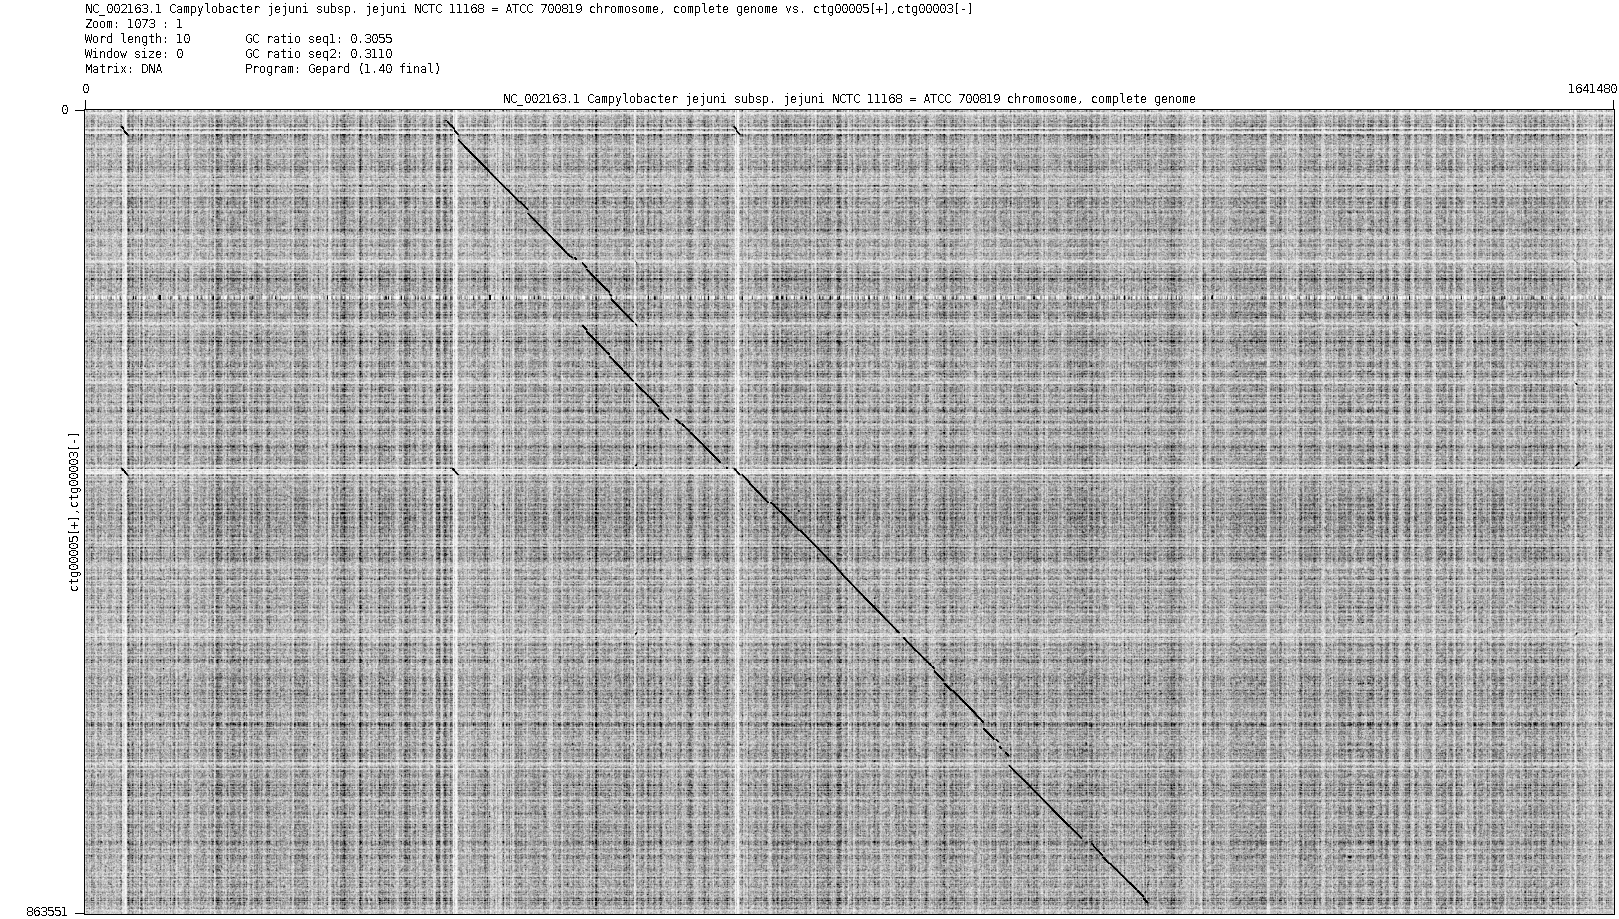 NC_002163.1 Campylobacter jejuni subsp. jejuni NCTC 11168 = ATCC 700819 chromosome, complete genome vs. ctg00005[+],ctg00003[-]
Zoom: 1073 : 1
Word length: 10 GC ratio seq1: 0.3055
Window size: 0 GC ratio seq2: 0.3110
Matrix: DNA Program: Gepard (1.40 final)
0 1641480
NC_002163.1 Campylobacter jejuni subsp. jejuni NCTC 11168 = ATCC 700819 chromosome, complete genome
0
ctg00005[+],ctg00003[-]
863551